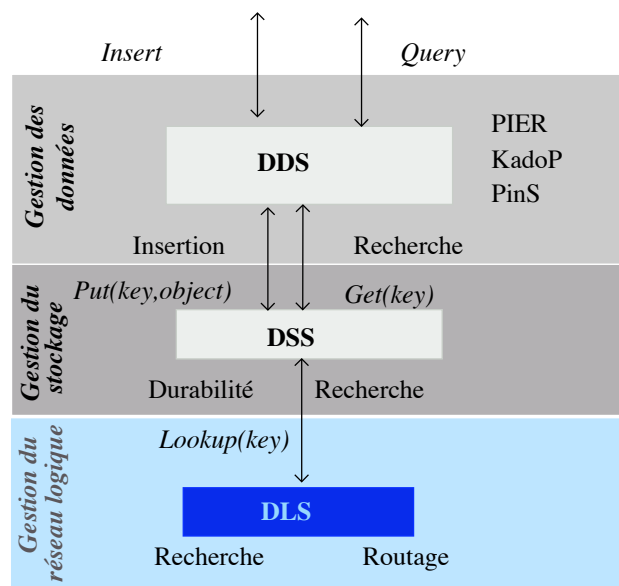 Insert
Query
Gestion des
données
DDS
PIER
KadoP
PinS
Insertion
Recherche
Gestion du
stockage
Put(key,object)
Get(key)
DSS
Durabilité
Recherche
Gestion du
réseau logique
Lookup(key)
DLS
Recherche
Routage